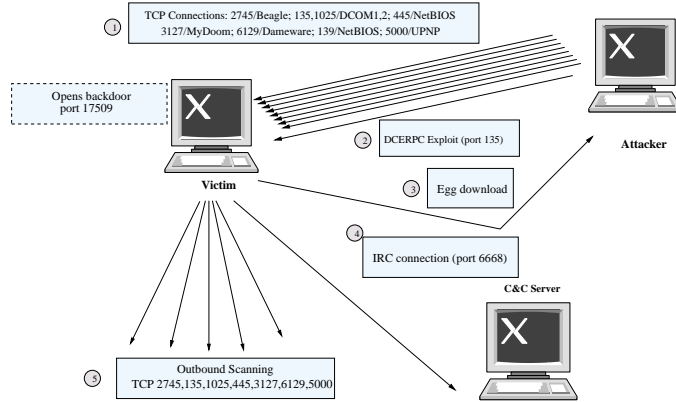 1
TCP Connections: 2745/Beagle; 135,1025/DCOM1,2; 445/NetBIOS
3127/MyDoom; 6129/Dameware; 139/NetBIOS; 5000/UPNP
X
Attacker
Opens backdoor
port 17509
X
Victim
2
DCERPC Exploit (port 135)
3
Egg download
4
IRC connection (port 6668)
C&C Server
X
5
Outbound Scanning
TCP 2745,135,1025,445,3127,6129,5000